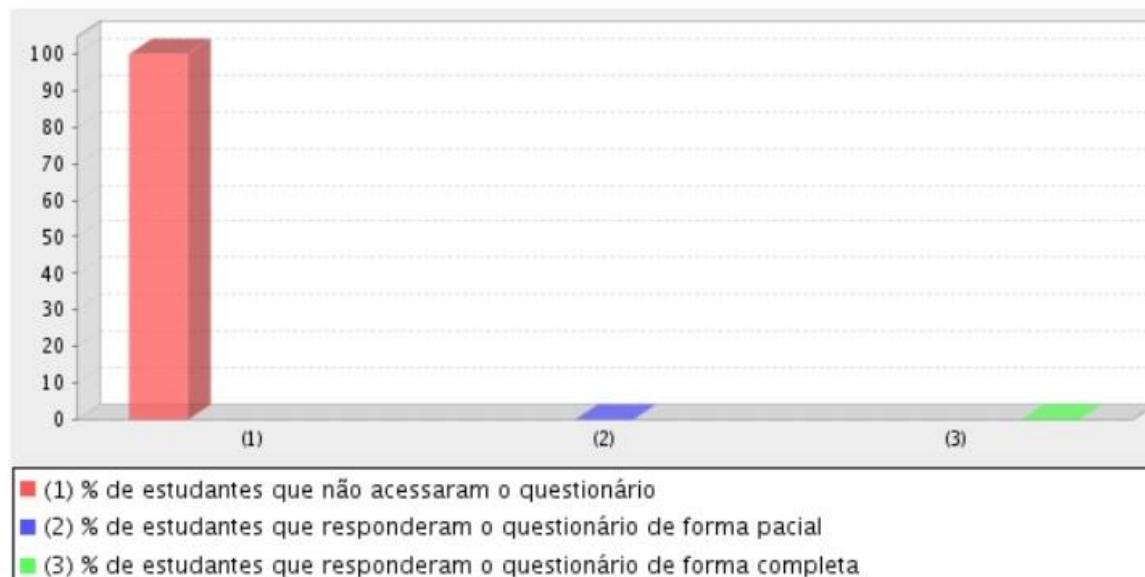 100
90
80
70
60
50
40
30
20
10
0
(1) (2) (3)
(1) % de estudantes que não acessaram o questionário
(2) % de estudantes que responderam o questionário de forma pacial
(3) % de estudantes que responderam o questionário de forma completa